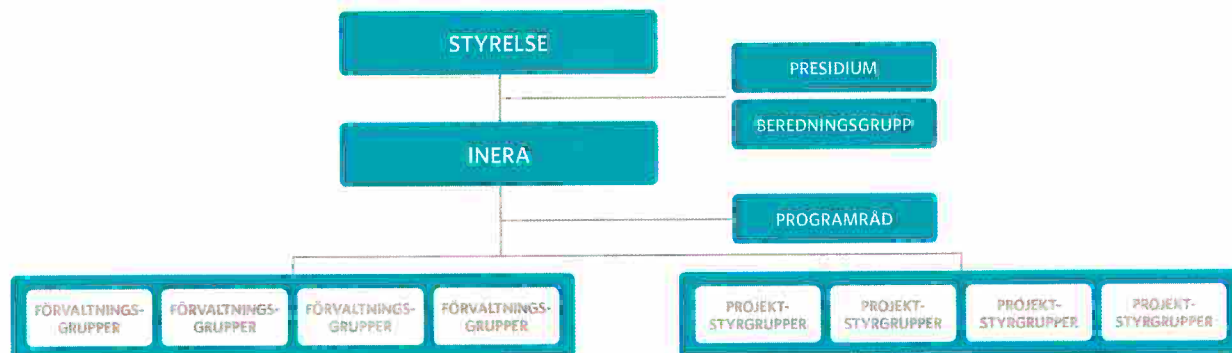 STYRELSE
PRESIDIUM
BEREDNINGSGRUPP
INERA
PROGRAMRÅD
FÖRVALTNINGS-
GRUPPER
FÖRVALTNINGS-
GRUPPER
FÖRVALTNINGS-
GRUPPER
FÖRVALTNINGS-
GRUPPER
PROJEKT-
STYRGRUPPER
PROJEKT-
STYRGRUPPER
PROJEKT-
STYRGRUPPER
PROJEKT-
STYRGRUPPER